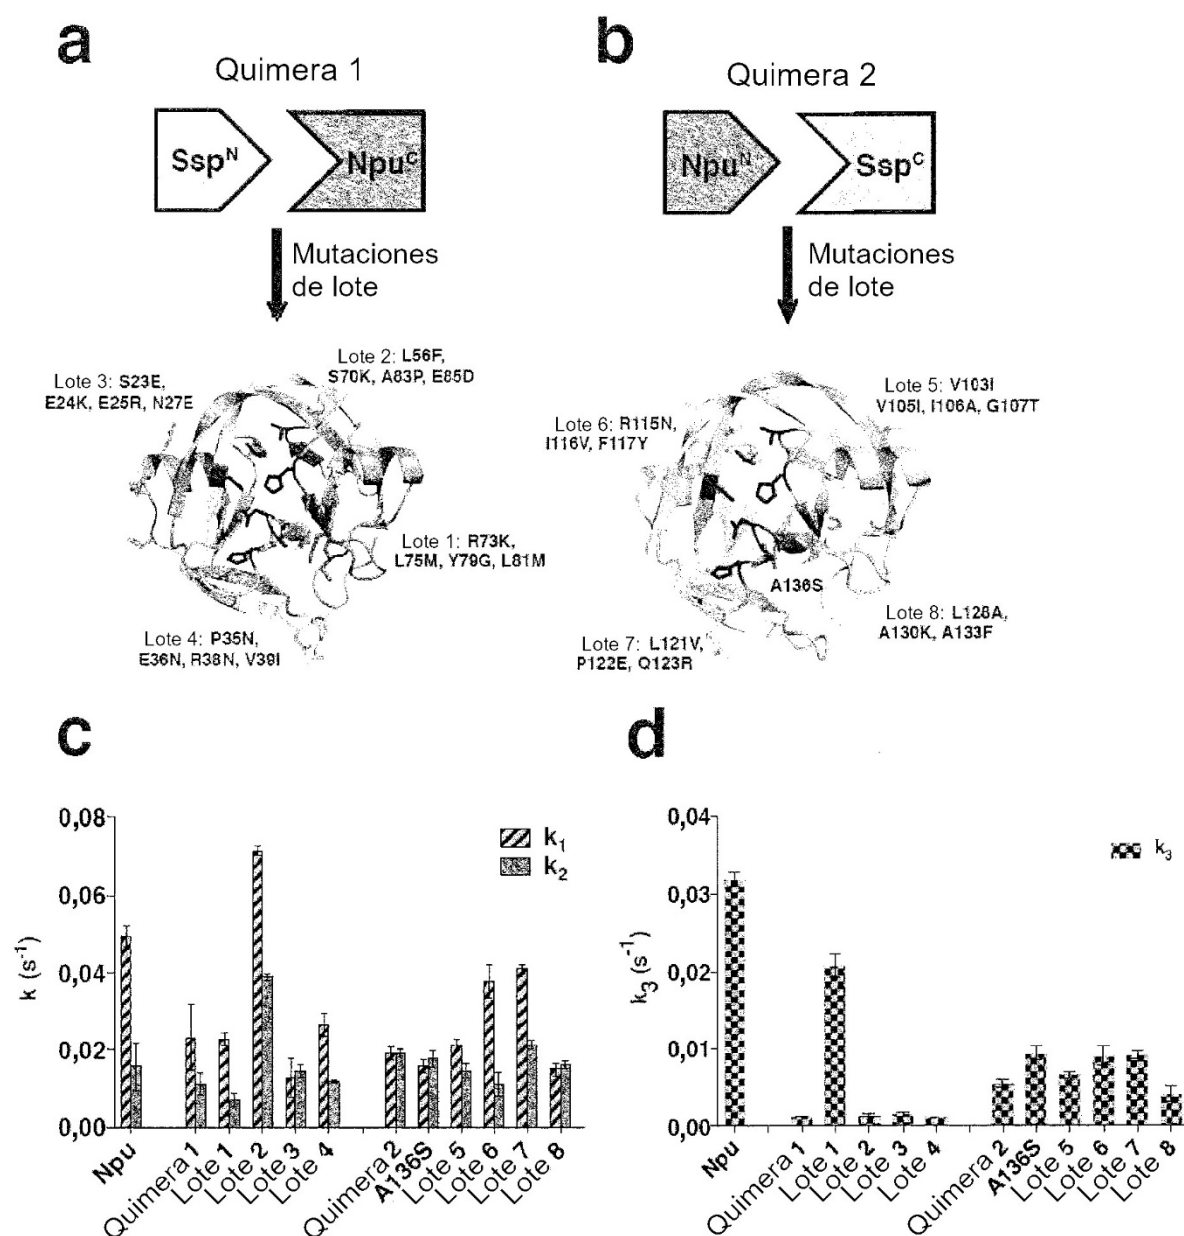 a
Quimera 1
Ssp^N
Npu^C
Mutaciones
de lote
Lote 3: S23E,
E24K, E25R, N27E
Lote 2: L56F,
S70K, A83P, E85D
Lote 1: R73K,
L75M, Y79G, L81M
Lote 4: P35N,
E36N, R38N, V39I
b
Quimera 2
Npu^N
Ssp^C
Mutaciones
de lote
Lote 6: R115N,
I116V, F117Y
Lote 5: V103I
V105I, I106A, G107T
A136S
Lote 8: L128A,
A130K, A133F
Lote 7: L121V,
P122E, Q123R
c
k (s⁻¹)
0,08
0,06
0,04
0,02
0,00
k₁
k₂
Npu
Quimera 1
Lote 1
Lote 2
Lote 3
Lote 4
Quimera 2
A136S
Lote 5
Lote 6
Lote 7
Lote 8
d
k₃ (s⁻¹)
0,04
0,03
0,02
0,01
0,00
k₃
Npu
Quimera 1
Lote 1
Lote 2
Lote 3
Lote 4
Quimera 2
A136S
Lote 5
Lote 6
Lote 7
Lote 8